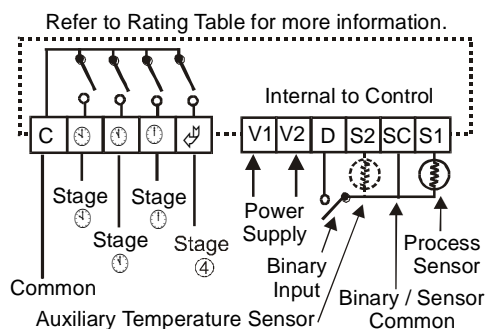 Refer to Rating Table for more information.
Internal to Control
C V1 V2 D S2 SC S1
Stage Stage
Stage Stage
④
Power Supply
Binary Input
Process Sensor
Common
Binary / Sensor Common
Auxiliary Temperature Sensor